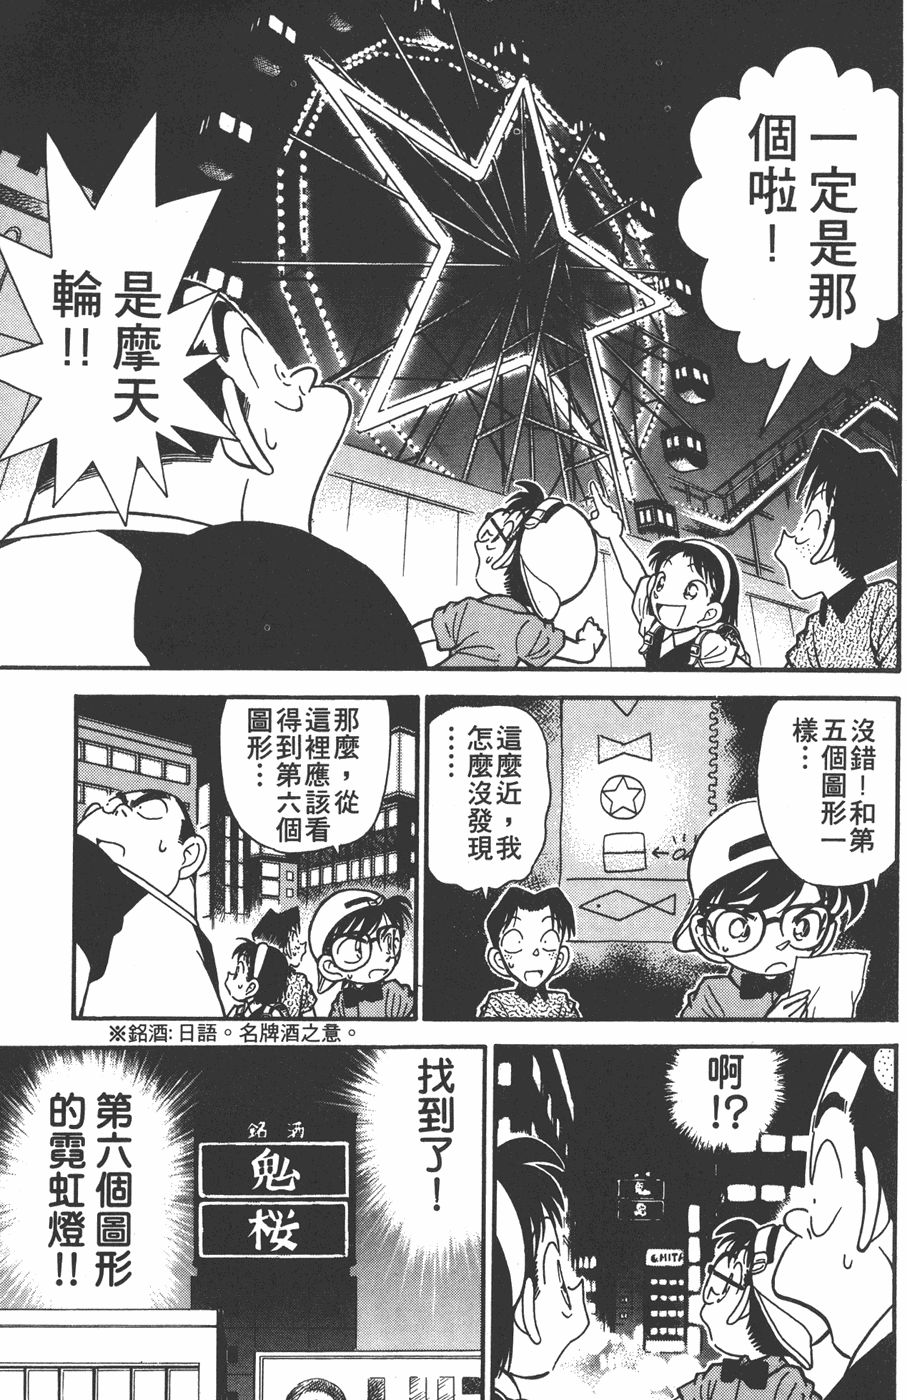 一定是那
個啦！
是摩天
輪!!
沒錯！和第
五個圖形一
樣…
這麼近，我
怎麼沒發現
……
那麼，從
這裡應該看
得到第六個
圖形…
※銘酒:日語。名牌酒之意。
啊!?
CHITA
找到了！
銘酒
鬼
桜
第六個圖形
的霓虹燈!!